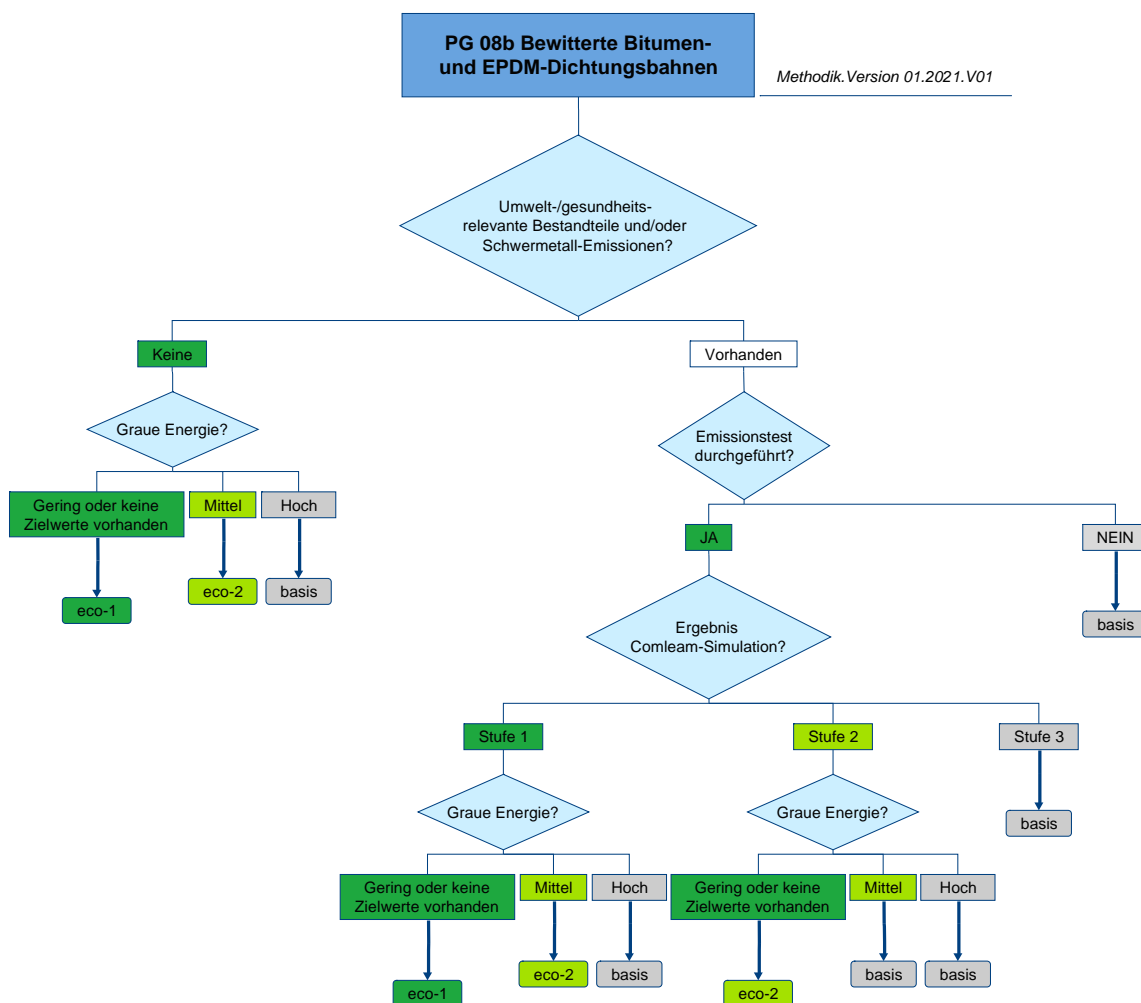 PG 08b Bewitterte Bitumen-
und EPDM-Dichtungsbahnen
Methodik.Version 01.2021.V01
Umwelt-/gesundheits-
relevante Bestandteile und/oder
Schwermetall-Emissionen?
Keine
Vorhanden
Graue Energie?
Emissionstest
durchgeführt?
Gering oder keine
Zielwerte vorhanden
Mittel
Hoch
JA
NEIN
eco-1
eco-2
basis
basis
Ergebnis
Comleam-Simulation?
Stufe 1
Stufe 2
Stufe 3
Graue Energie?
Graue Energie?
basis
Gering oder keine
Zielwerte vorhanden
Mittel
Hoch
Gering oder keine
Zielwerte vorhanden
Mittel
Hoch
eco-1
eco-2
basis
eco-2
basis
basis